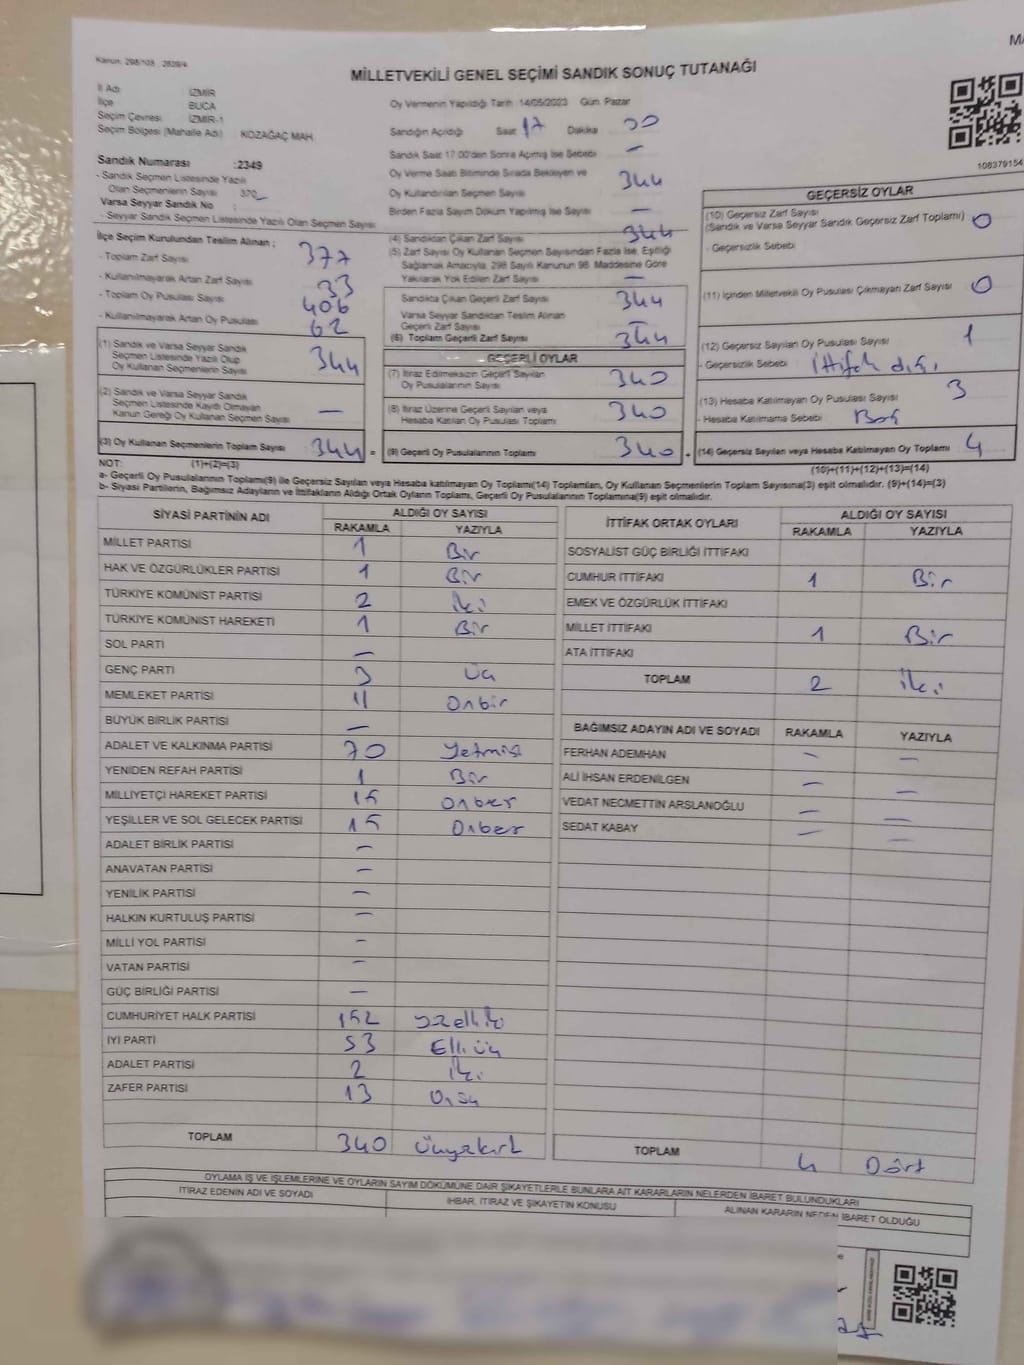 Kanun: 298/105 , 2839/4
MİLLETVEKİLİ GENEL SEÇİMİ SANDIK SONUÇ TUTANAĞI
İl Adı İZMİR
İlçe BUCA
Seçim Çevresi İZMİR-1
Seçim Bölgesi (Mahalle Adı) KOZAĞAÇ MAH.
Sandık Numarası :2349
- Sandık Seçmen Listesinde Yazılı
Olan Seçmenlerin Sayısı 370
Varsa Seyyar Sandık No :
- Seyyar Sandık Seçmen Listesinde Yazılı Olan Seçmen Sayısı
Oy Vermenin Yapıldığı Tarih 14/05/2023 Gün. Pazar
Sandığın Açıldığı Saat 17 Dakika
Sandık Saat 17:00'den Sonra Açılmış İse Sebebi —
Oy Verme Saati Bitiminde Sırada Bekleyen ve
Oy Kullandırılan Seçmen Sayısı 344
Birden Fazla Sayım Döküm Yapılmış İse Sayısı —
108379154
İlçe Seçim Kurulundan Teslim Alınan ;
- Toplam Zarf Sayısı 377
- Kullanılmayarak Artan Zarf Sayısı 33
- Toplam Oy Pusulası Sayısı 406
- Kullanılmayarak Artan Oy Pusulası 62
(1) Sandık ve Varsa Seyyar Sandık
Seçmen Listesinde Yazılı Olup
Oy Kullanan Seçmenlerin Sayısı 344
(2) Sandık ve Varsa Seyyar Sandık
Seçmen Listesinde Kayıtlı Olmayan
Kanun Gereği Oy Kullanan Seçmen Sayısı —
(3) Oy Kullanan Seçmenlerin Toplam Sayısı 344 =
(4) Sandıktan Çıkan Zarf Sayısı 344
(5) Zarf Sayısı Oy Kullanan Seçmen Sayısından Fazla İse, Eşitliği
Sağlamak Amacıyla, 298 Sayılı Kanunun 98. Maddesine Göre
Yakılarak Yok Edilen Zarf Sayısı —
Sandıkta Çıkan Geçerli Zarf Sayısı 344
Varsa Seyyar Sandıktan Teslim Alınan
Geçerli Zarf Sayısı —
(6) Toplam Geçerli Zarf Sayısı 344
GEÇERLİ OYLAR
(7) İtiraz Edilmeksizin Geçerli Sayılan
Oy Pusulalarının Sayısı 340
(8) İtiraz Üzerine Geçerli Sayılan veya
Hesaba Katılan Oy Pusulası Toplamı 340
(9) Geçerli Oy Pusulalarının Toplamı 340 +
GEÇERSİZ OYLAR
(10) Geçersiz Zarf Sayısı
(Sandık ve Varsa Seyyar Sandık Geçersiz Zarf Toplamı) 0
- Geçersizlik Sebebi
(11) İçinden Milletvekili Oy Pusulası Çıkmayan Zarf Sayısı 0
(12) Geçersiz Sayılan Oy Pusulası Sayısı 1
- Geçersizlik Sebebi İttifak dışı
(13) Hesaba Katılmayan Oy Pusulası Sayısı 3
- Hesaba Katılmama Sebebi Boş
(14) Geçersiz Sayılan veya Hesaba Katılmayan Oy Toplamı 4
NOT: (1)+(2)=(3)
(10)+(11)+(12)+(13)=(14)
a- Geçerli Oy Pusulalarının Toplamı(9) ile Geçersiz Sayılan veya Hesaba katılmayan Oy Toplamı(14) Toplamları, Oy Kullanan Seçmenlerin Toplam Sayısına(3) eşit olmalıdır. (9)+(14)=(3)
b- Siyasi Partilerin, Bağımsız Adayların ve İttifakların Aldığı Ortak Oyların Toplamı, Geçerli Oy Pusulalarının Toplamına(9) eşit olmalıdır.
SİYASİ PARTİNİN ADI ALDIĞI OY SAYISI
RAKAMLA YAZIYLA
MİLLET PARTİSİ 1 Bir
HAK VE ÖZGÜRLÜKLER PARTİSİ 1 Bir
TÜRKİYE KOMÜNİST PARTİSİ 2 iki
TÜRKİYE KOMÜNİST HAREKETİ 1 Bir
SOL PARTİ —
GENÇ PARTİ 3 Üç
MEMLEKET PARTİSİ 11 Onbir
BÜYÜK BİRLİK PARTİSİ —
ADALET VE KALKINMA PARTİSİ 70 Yetmiş
YENİDEN REFAH PARTİSİ 1 Bir
MİLLİYETÇİ HAREKET PARTİSİ 15 Onbeş
YEŞİLLER VE SOL GELECEK PARTİSİ 15 Onbeş
ADALET BİRLİK PARTİSİ —
ANAVATAN PARTİSİ —
YENİLİK PARTİSİ —
HALKIN KURTULUŞ PARTİSİ —
MİLLİ YOL PARTİSİ -
VATAN PARTİSİ -
GÜÇ BİRLİĞİ PARTİSİ —
CUMHURİYET HALK PARTİSİ 152 yüzelliiki
İYİ PARTİ 53 Elliüç
ADALET PARTİSİ 2 iki
ZAFER PARTİSİ 13 Onüç
TOPLAM 340 Üçyüzkırk
İTTİFAK ORTAK OYLARI ALDIĞI OY SAYISI
RAKAMLA YAZIYLA
SOSYALİST GÜÇ BİRLİĞİ İTTİFAKI
CUMHUR İTTİFAKI 1 Bir
EMEK VE ÖZGÜRLÜK İTTİFAKI
MİLLET İTTİFAKI 1 Bir
ATA İTTİFAKI
TOPLAM 2 İki
BAĞIMSIZ ADAYIN ADI VE SOYADI RAKAMLA YAZIYLA
FERHAN ADEMHAN — —
ALİ İHSAN ERDENİLGEN — —
VEDAT NECMETTİN ARSLANOĞLU — —
SEDAT KABAY — —
TOPLAM 4 Dört
OYLAMA İŞ VE İŞLEMLERİNE VE OYLARIN SAYIM DÖKÜMÜNE DAİR ŞİKAYETLERLE BUNLARA AİT KARARLARIN NELERDEN İBARET BULUNDUKLARI
İTİRAZ EDENİN ADI VE SOYADI İHBAR, İTİRAZ VE ŞİKAYETİN KONUSU ALINAN KARARIN NEDEN İBARET OLDUĞU